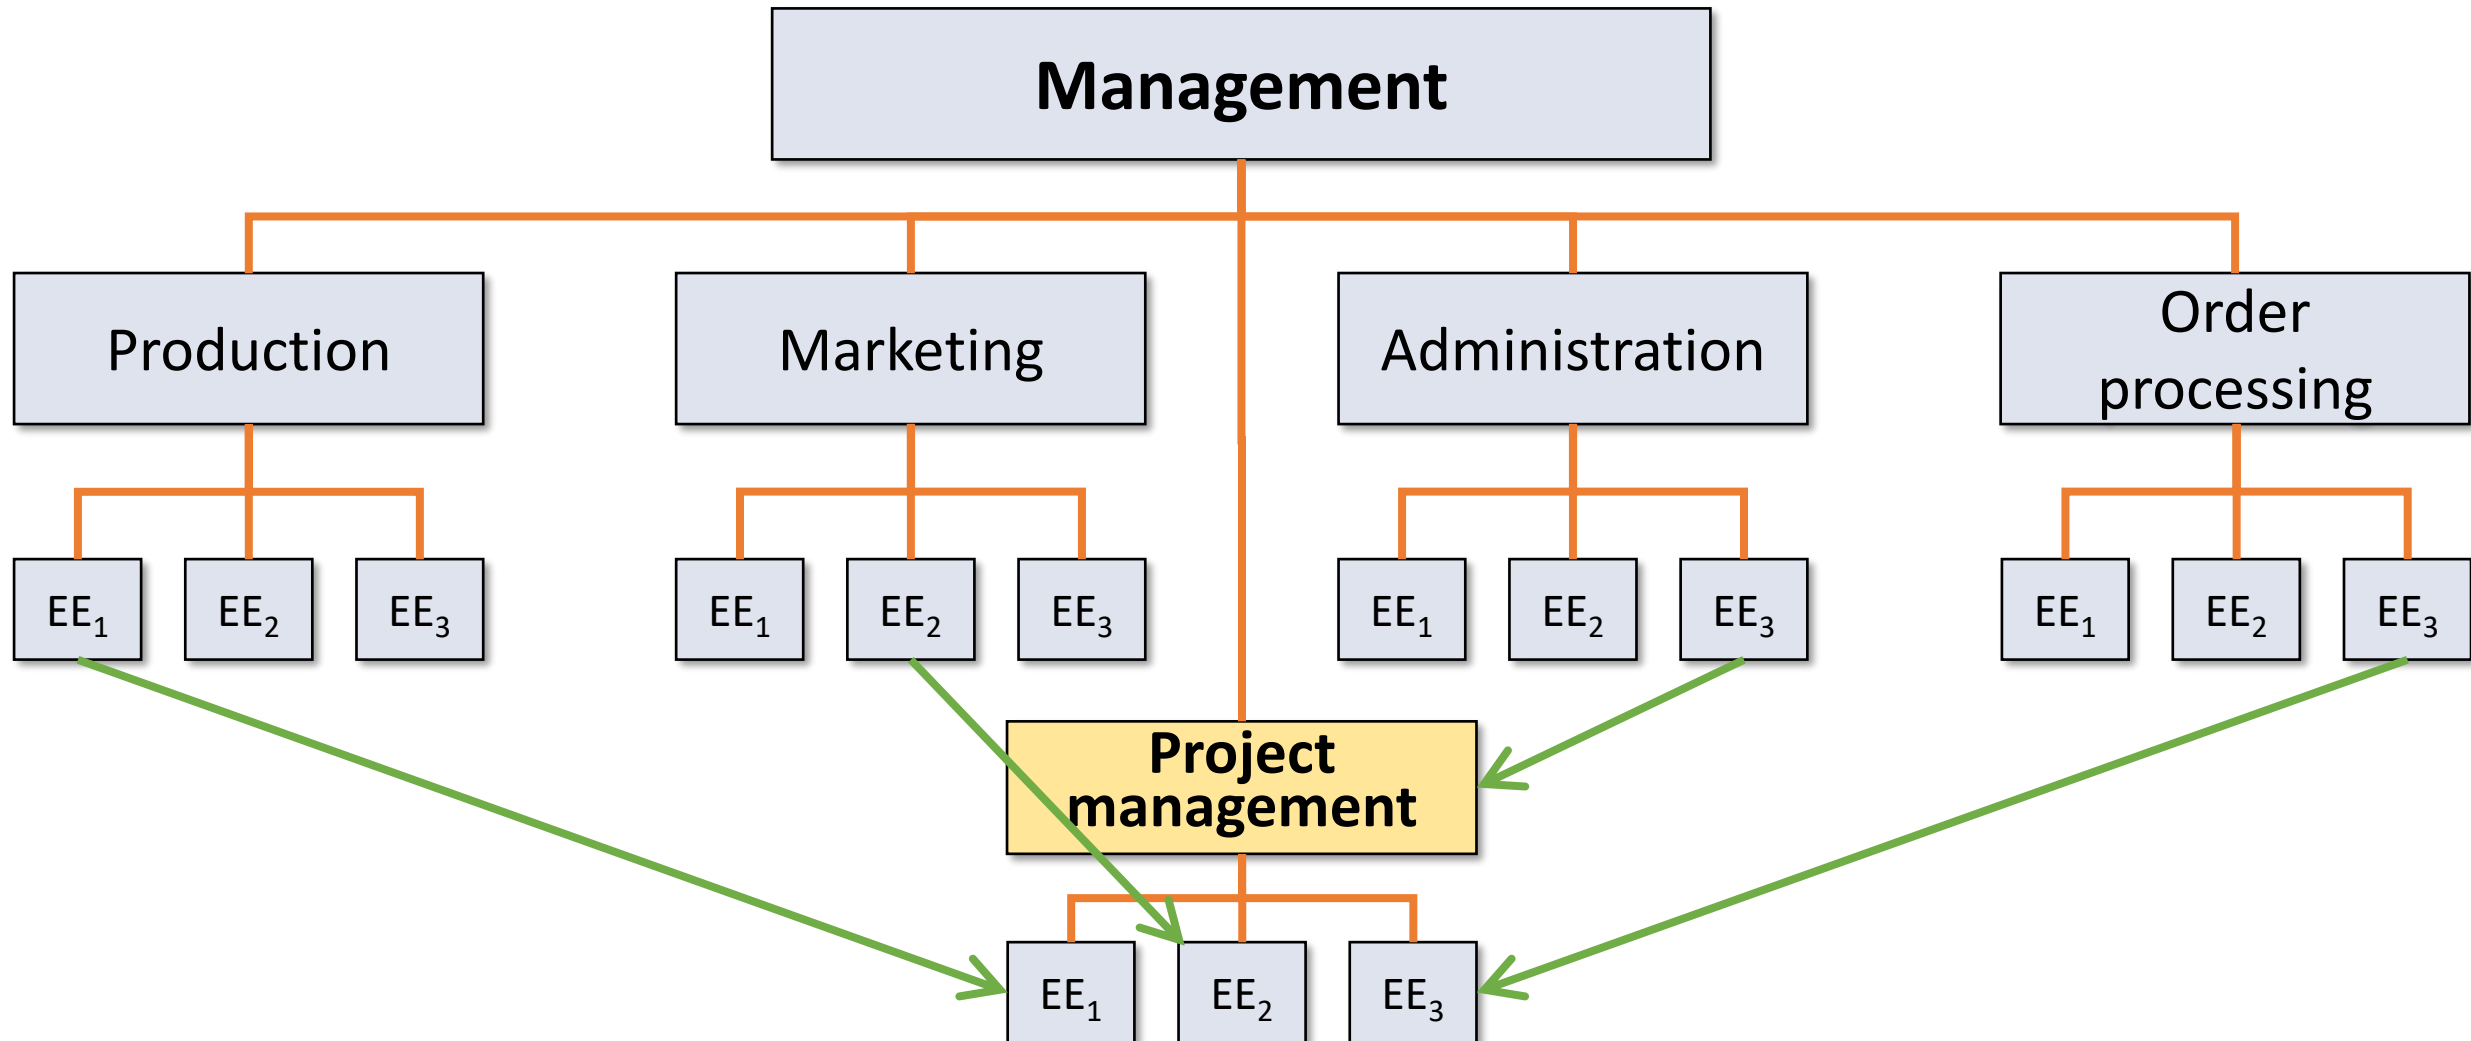 Management
Production
Marketing
Administration
Order
processing
EE₁
EE₂
EE₃
EE₁
EE₂
EE₃
EE₁
EE₂
EE₃
EE₁
EE₂
EE₃
Project
management
EE₁
EE₂
EE₃